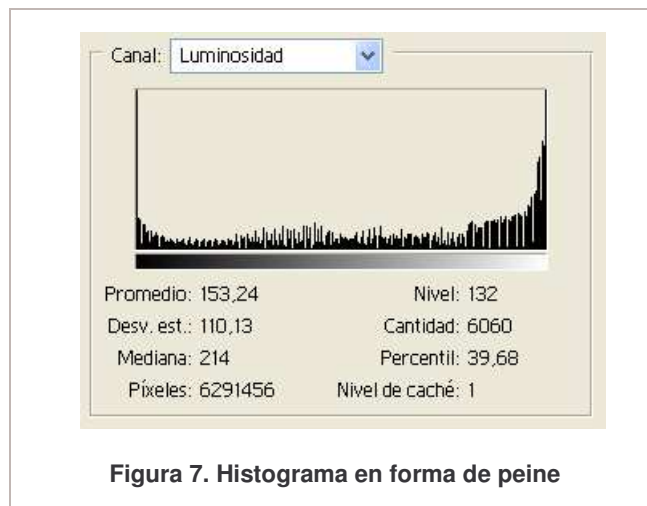 Canal: Luminosidad
Promedio: 153,24 Nivel: 132
Desv. est.: 110,13 Cantidad: 6060
Mediana: 214 Percentil: 39,68
Píxeles: 6291456 Nivel de caché: 1
Figura 7. Histograma en forma de peine